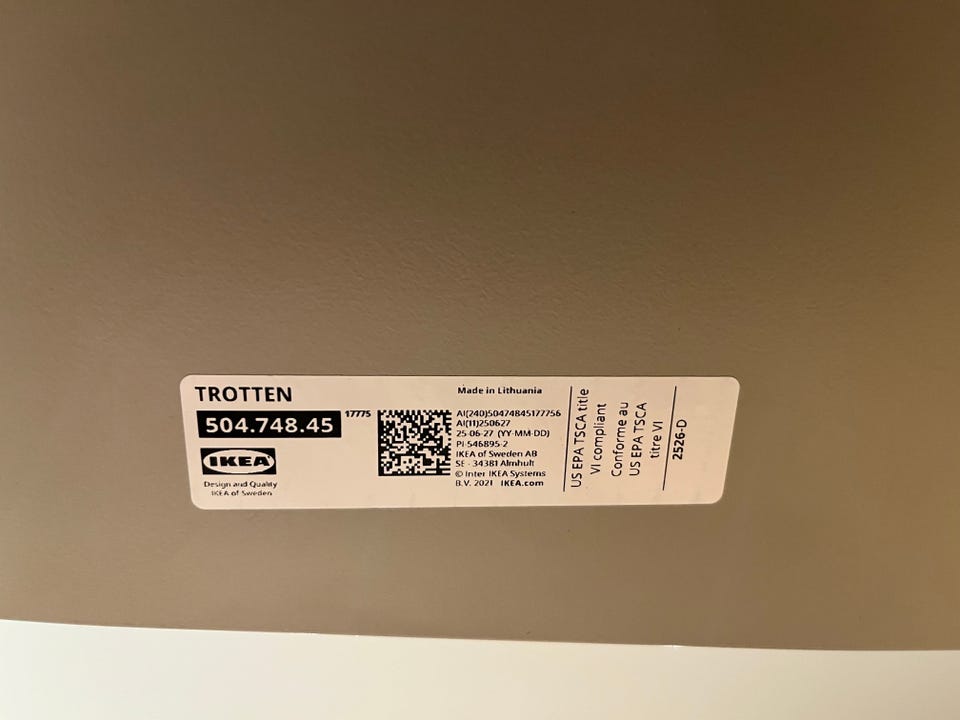 TROTTEN
504.748.45
17775
IKEA
Design and Quality
IKEA of Sweden
Made in Lithuania
AI(240)50474845177756
AI(11)250627
25-06-27 (YY-MM-DD)
PI-546895-2
IKEA of Sweden AB
SE - 34381 Älmhult
© Inter IKEA Systems
B.V. 2021 IKEA.com
US EPA TSCA title
VI compliant
Conforme au
US EPA TSCA
titre VI
2526-D